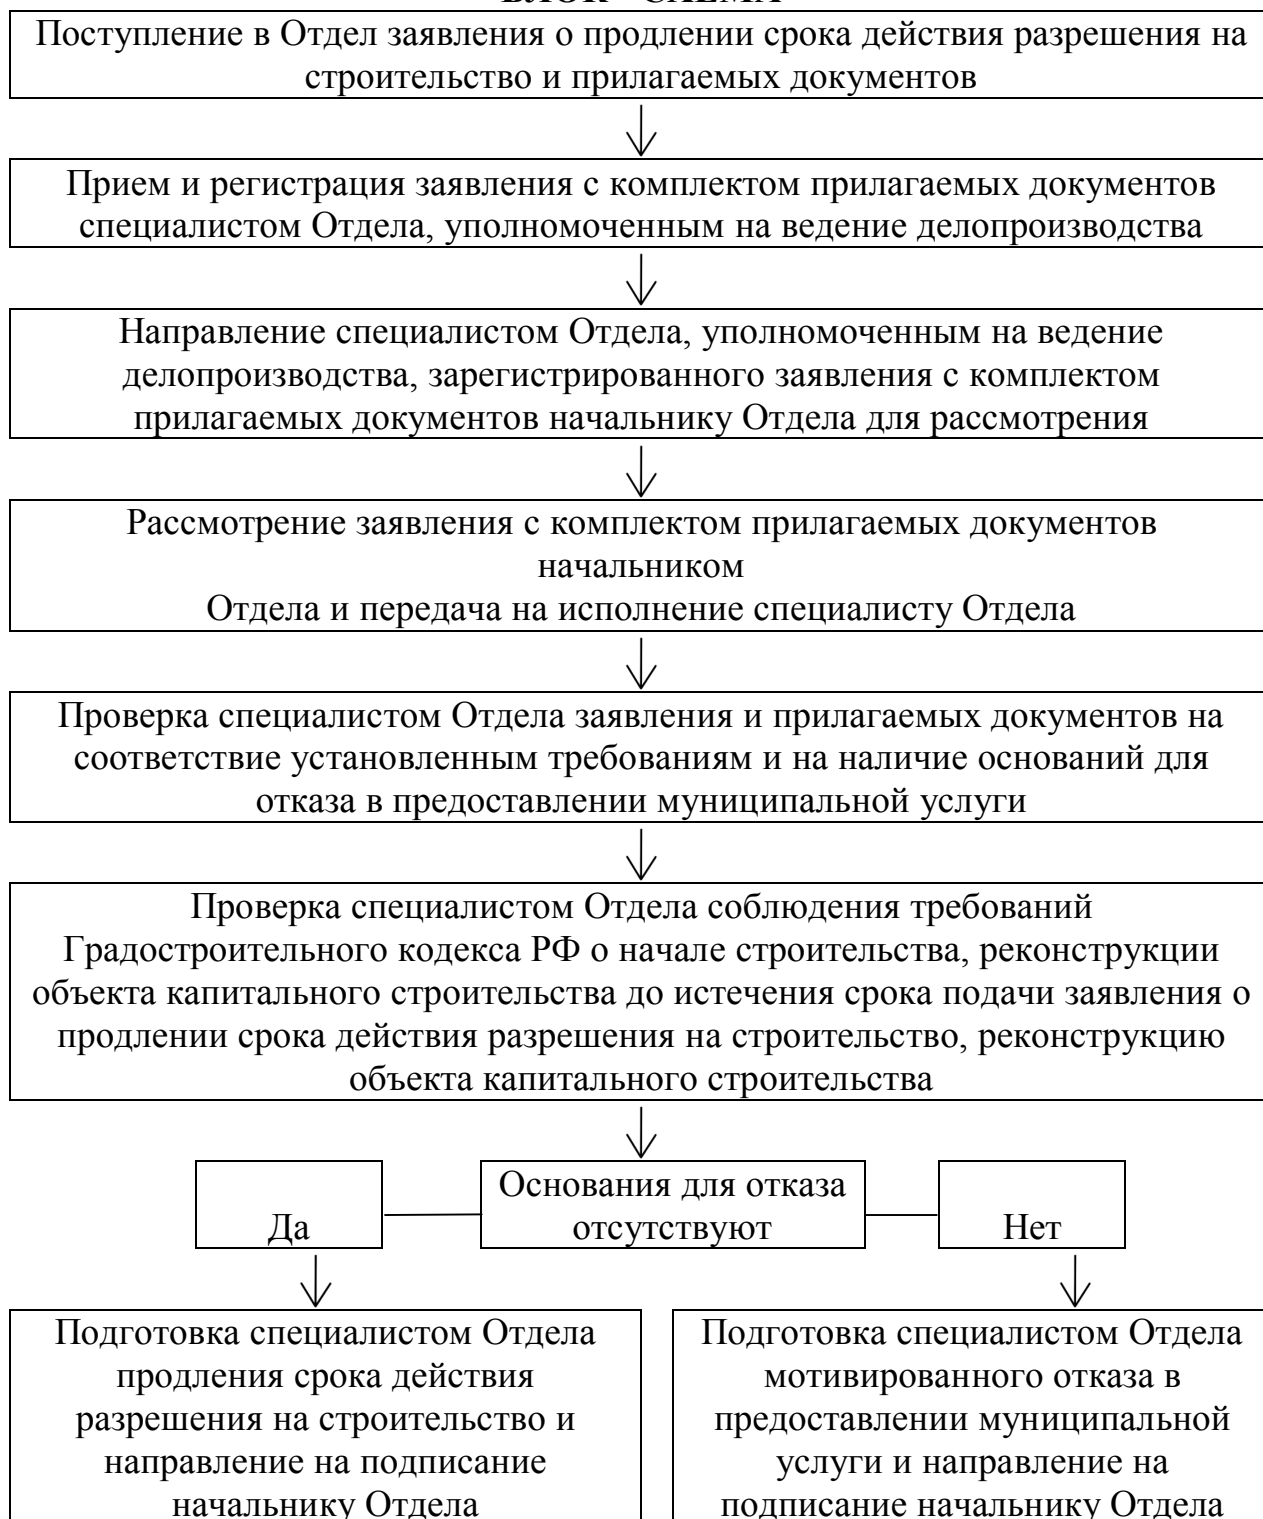 Поступление в Отдел заявления о продлении срока действия разрешения на
строительство и прилагаемых документов
Прием и регистрация заявления с комплектом прилагаемых документов
специалистом Отдела, уполномоченным на ведение делопроизводства
Направление специалистом Отдела, уполномоченным на ведение
делопроизводства, зарегистрированного заявления с комплектом
прилагаемых документов начальнику Отдела для рассмотрения
Рассмотрение заявления с комплектом прилагаемых документов
начальником
Отдела и передача на исполнение специалисту Отдела
Проверка специалистом Отдела заявления и прилагаемых документов на
соответствие установленным требованиям и на наличие оснований для
отказа в предоставлении муниципальной услуги
Проверка специалистом Отдела соблюдения требований
Градостроительного кодекса РФ о начале строительства, реконструкции
объекта капитального строительства до истечения срока подачи заявления о
продлении срока действия разрешения на строительство, реконструкцию
объекта капитального строительства
Основания для отказа
отсутствуют
Да
Нет
Подготовка специалистом Отдела
продления срока действия
разрешения на строительство и
направление на подписание
начальнику Отдела
Подготовка специалистом Отдела
мотивированного отказа в
предоставлении муниципальной
услуги и направление на
подписание начальнику Отдела